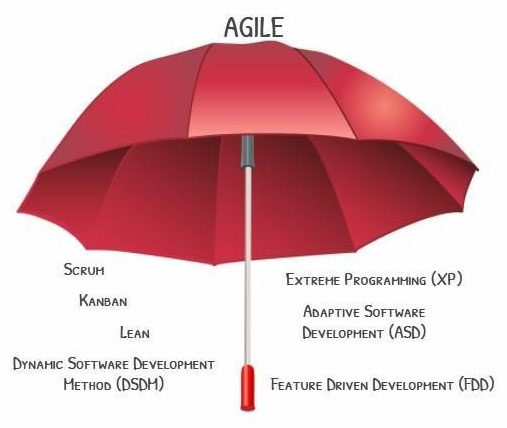 AGILE
Scrum
Kanban
Lean
Dynamic Software Development
Method (DSDM)
Extreme Programming (XP)
Adaptive Software
Development (ASD)
Feature Driven Development (FDD)